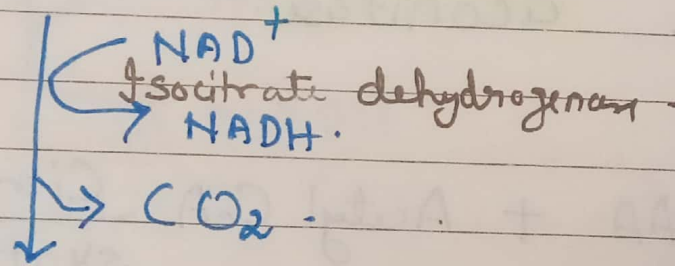 NAD+
Isocitrate dehydrogenase
NADH.
CO2.